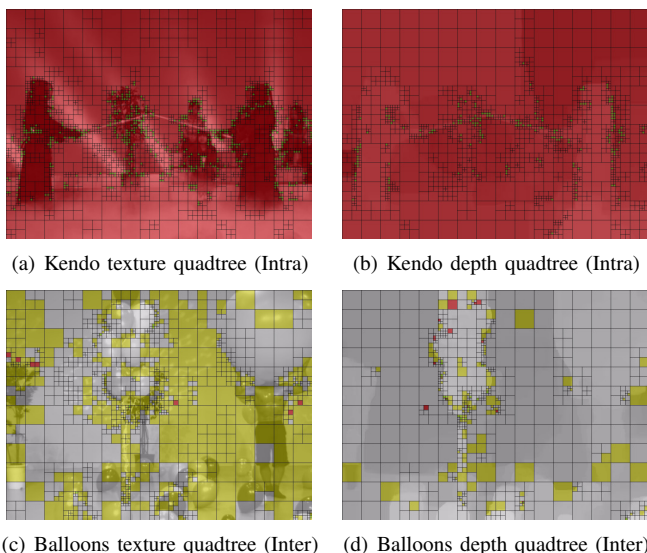 (a) Kendo texture quadtree (Intra) (b) Kendo depth quadtree (Intra)
(c) Balloons texture quadtree (Inter) (d) Balloons depth quadtree (Inter)